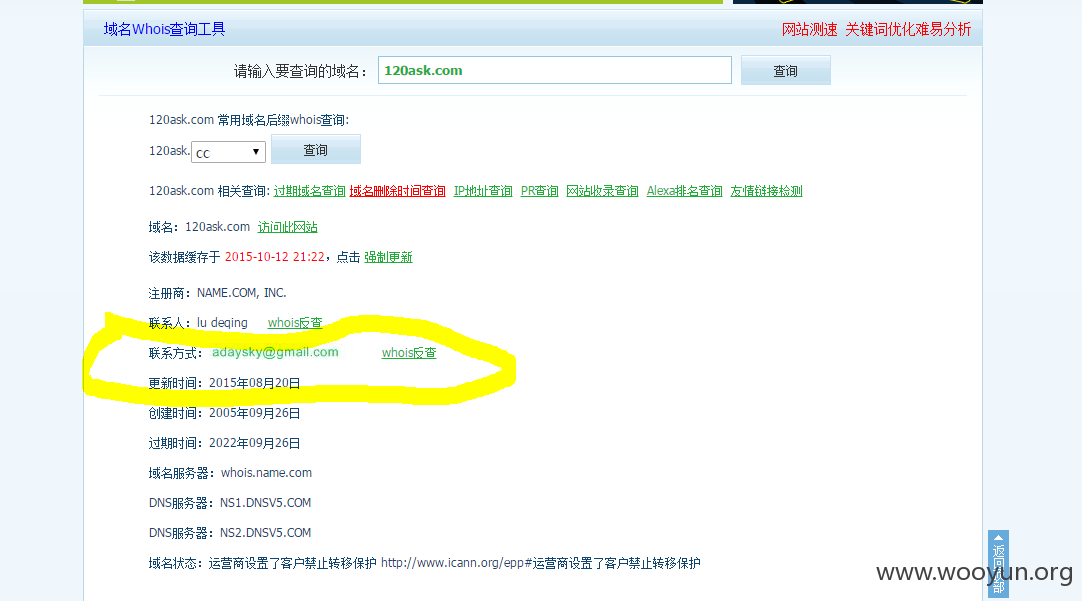 域名Whois查询工具 网站测速 关键词优化难易分析
请输入要查询的域名： 120ask.com 查询
120ask.com 常用域名后缀whois查询:
120ask. cc 查询
120ask.com 相关查询: 过期域名查询 域名删除时间查询 IP地址查询 PR查询 网站收录查询 Alexa排名查询 友情链接检测
域名：120ask.com 访问此网站
该数据缓存于 2015-10-12 21:22，点击 强制更新
注册商：NAME.COM, INC.
联系人：lu deqing whois反查
联系方式：adaysky@gmail.com whois反查
更新时间：2015年08月20日
创建时间：2005年09月26日
过期时间：2022年09月26日
域名服务器：whois.name.com
DNS服务器：NS1.DNSV5.COM
DNS服务器：NS2.DNSV5.COM
域名状态：运营商设置了客户禁止转移保护 http://www.icann.org/epp#运营商设置了客户禁止转移保护
返回 部
www.wooyun.org